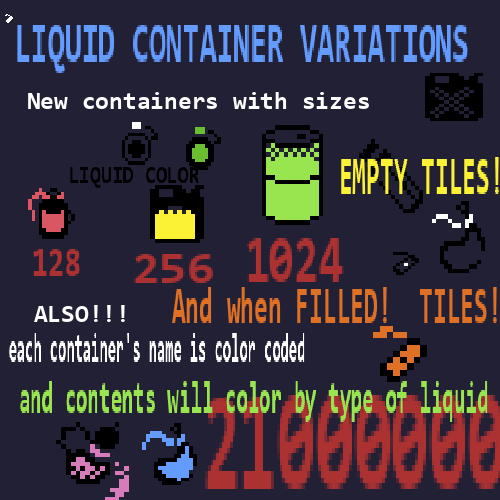 LIQUID CONTAINER VARIATIONS
New containers with sizes
LIQUID COLOR
EMPTY TILES!
128
256
1024
ALSO!!!
And when FILLED! TILES!
each container's name is color coded
and contents will color by type of liquid
21000000